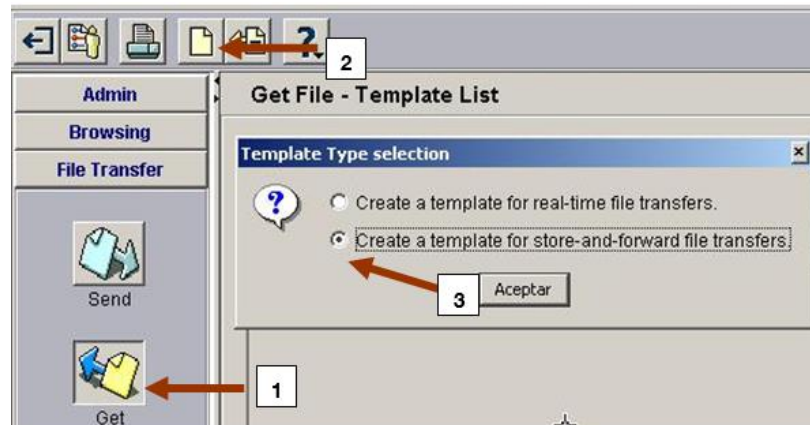 2
Admin
Get File - Template List
Browsing
Template Type selection
File Transfer
Create a template for real-time file transfers.
Create a template for store-and-forward file transfers.
Aceptar
3
Send
1
Get